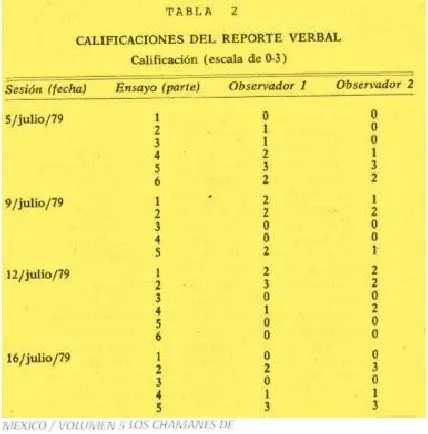 TABLA 2
CALIFICACIONES DEL REPORTE VERBAL
Calificación (escala de 0-3)
Sesión (fecha) Ensayo (parte) Observador 1 Observador 2
5/julio/79 1 0 0
2 1 0
3 1 0
4 2 1
5 3 3
6 2 2
9/julio/79 1 2 1
2 2 2
3 0 0
4 0 0
5 2 1
12/julio/79 1 2 2
2 3 2
3 0 0
4 1 2
5 0 0
6 0 0
16/julio/79 1 0 0
2 2 3
3 0 0
4 1 1
5 3 3
MEXICO / VOLUMEN 5 LOS CHAMANES DE